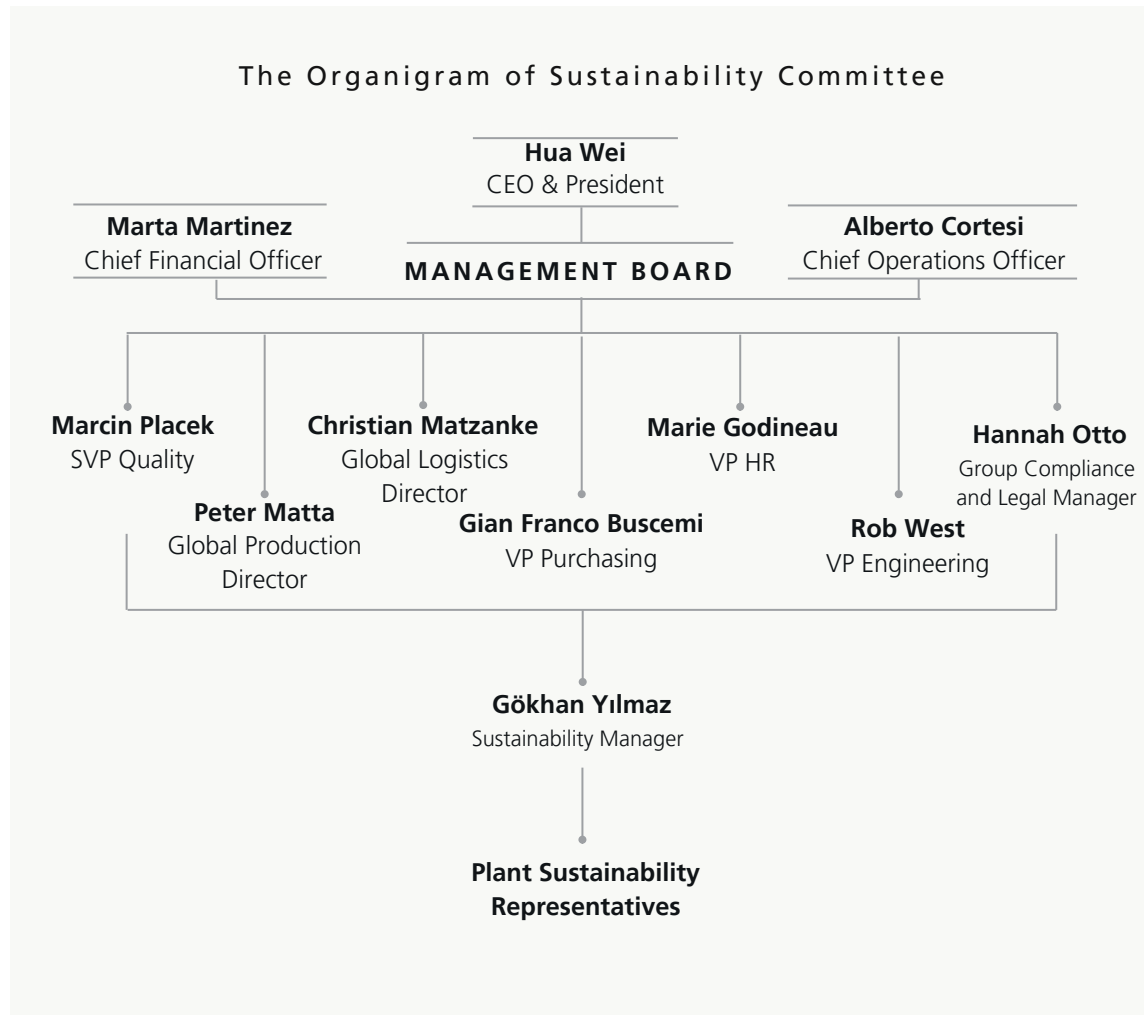 The Organigram of Sustainability Committee
Hua Wei
CEO & President
Marta Martinez
Chief Financial Officer
MANAGEMENT BOARD
Alberto Cortesi
Chief Operations Officer
Marcin Placek
SVP Quality
Peter Matta
Global Production
Director
Christian Matzanke
Global Logistics
Director
Gian Franco Buscemi
VP Purchasing
Marie Godineau
VP HR
Rob West
VP Engineering
Hannah Otto
Group Compliance
and Legal Manager
Gökhan Yılmaz
Sustainability Manager
Plant Sustainability
Representatives